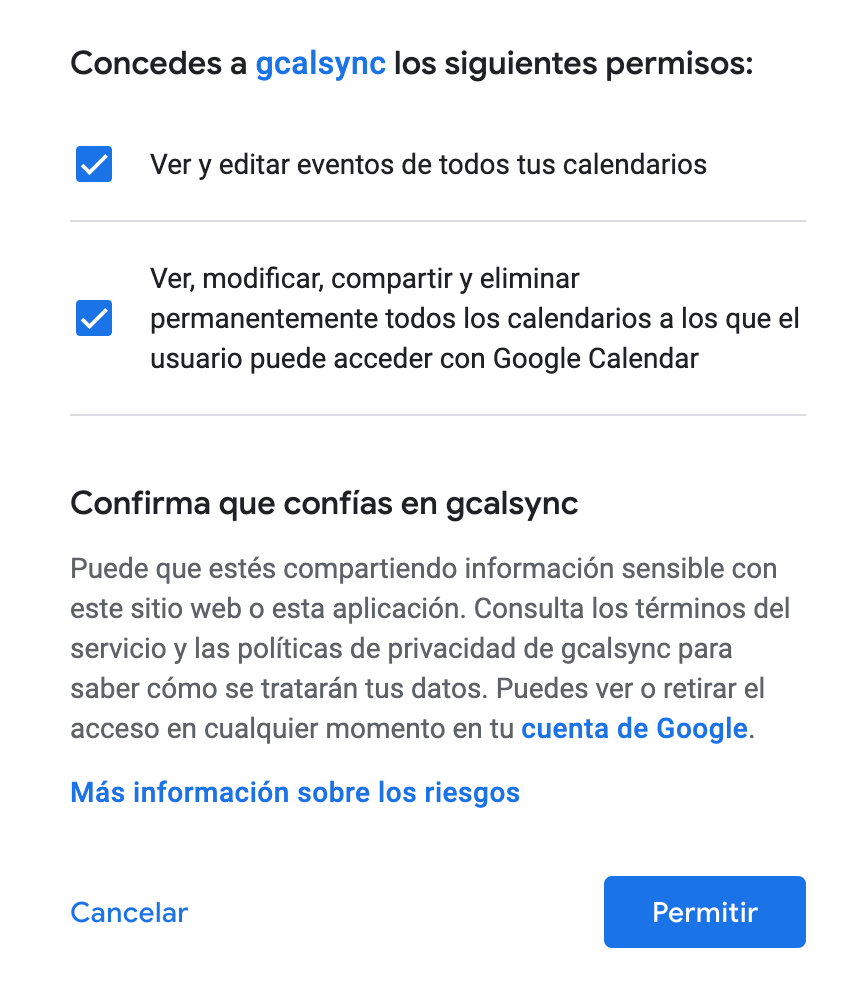 Concedes a gcalsync los siguientes permisos:
Ver y editar eventos de todos tus calendarios
Ver, modificar, compartir y eliminar
permanentemente todos los calendarios a los que el
usuario puede acceder con Google Calendar
Confirma que confías en gcalsync
Puede que estés compartiendo información sensible con
este sitio web o esta aplicación. Consulta los términos del
servicio y las políticas de privacidad de gcalsync para
saber cómo se tratarán tus datos. Puedes ver o retirar el
acceso en cualquier momento en tu cuenta de Google.
Más información sobre los riesgos
Cancelar
Permitir